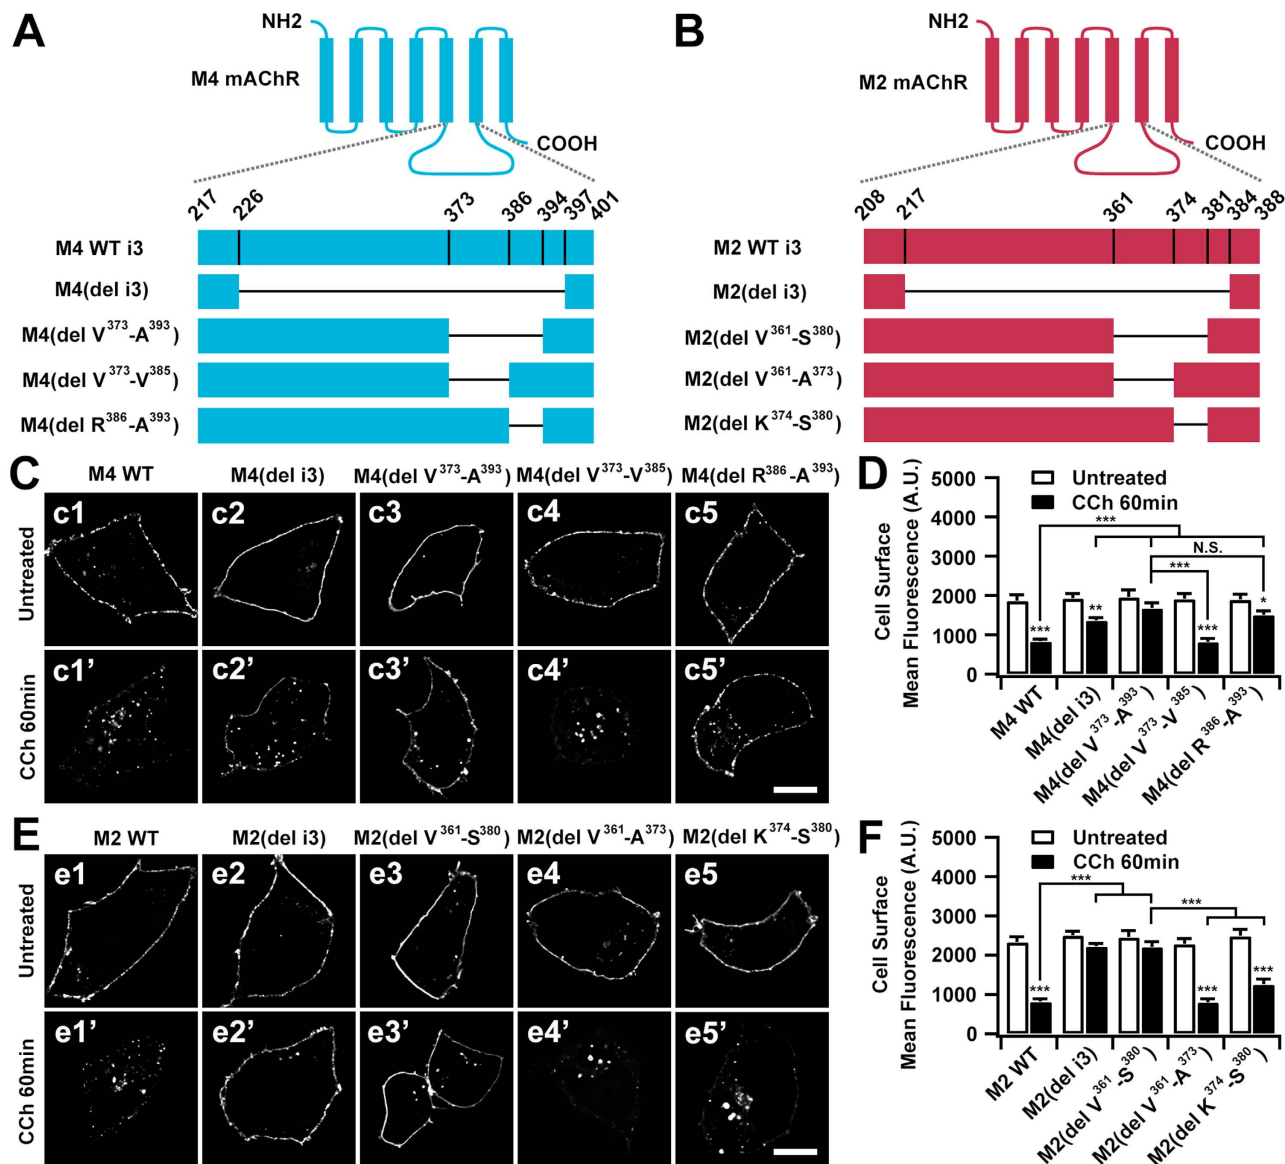 A
NH2
M4 mAChR
COOH
217 226 373 386 394 397 401
M4 WT i3
M4(del i3)
M4(del V³⁷³-A³⁹³)
M4(del V³⁷³-V³⁸⁵)
M4(del R³⁸⁶-A³⁹³)
B
NH2
M2 mAChR
COOH
208 217 361 374 381 384 388
M2 WT i3
M2(del i3)
M2(del V³⁶¹-S³⁸⁰)
M2(del V³⁶¹-A³⁷³)
M2(del K³⁷⁴-S³⁸⁰)
C
M4 WT M4(del i3) M4(del V³⁷³-A³⁹³) M4(del V³⁷³-V³⁸⁵) M4(del R³⁸⁶-A³⁹³)
Untreated
c1 c2 c3 c4 c5
CCh 60min
c1’ c2’ c3’ c4’ c5’
D
Cell Surface
Mean Fluorescence (A.U.)
5000
4000
3000
2000
1000
0
Untreated
CCh 60min
***
N.S.
***
*** ** *** *
M4 WT
M4(del i3)
M4(del V³⁷³-A³⁹³)
M4(del V³⁷³-V³⁸⁵)
M4(del R³⁸⁶-A³⁹³)
E
M2 WT M2(del i3) M2(del V³⁶¹-S³⁸⁰) M2(del V³⁶¹-A³⁷³) M2(del K³⁷⁴-S³⁸⁰)
Untreated
e1 e2 e3 e4 e5
CCh 60min
e1’ e2’ e3’ e4’ e5’
F
Cell Surface
Mean Fluorescence (A.U.)
5000
4000
3000
2000
1000
0
Untreated
CCh 60min
***
***
*** *** ***
M2 WT
M2(del i3)
M2(del V³⁶¹-S³⁸⁰)
M2(del V³⁶¹-A³⁷³)
M2(del K³⁷⁴-S³⁸⁰)